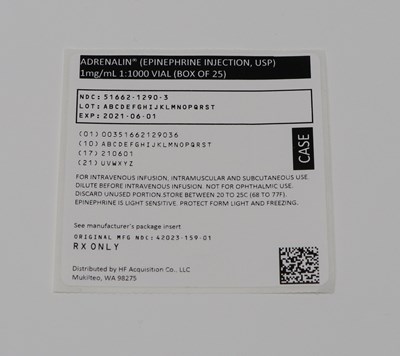 ADRENALIN® (EPINEPHRINE INJECTION, USP)
1mg/mL 1:1000 VIAL (BOX OF 25)
NDC: 51662-1290-3
LOT: ABCDEFGHIJKLMNOPQRST
EXP: 2021-06-01
(01) 00351662129036
(10) ABCDEFGHIJKLMNOPQRST
(17) 210601
(21) UVWXYZ
CASE
FOR INTRAVENOUS INFUSION, INTRAMUSCULAR AND SUBCUTANEOUS USE.
DILUTE BEFORE INTRAVENOUS INFUSION. NOT FOR OPHTHALMIC USE.
DISCARD UNUSED PORTION STORE BETWEEN 20 TO 25C (68 TO 77F).
EPINEPHRINE IS LIGHT SENSITIVE. PROTECT FORM LIGHT AND FREEZING.
See manufacturer's package insert
ORIGINAL MFG NDC: 42023-159-01
RX ONLY
Distributed by HF Acquisition Co., LLC
Mukilteo, WA 98275